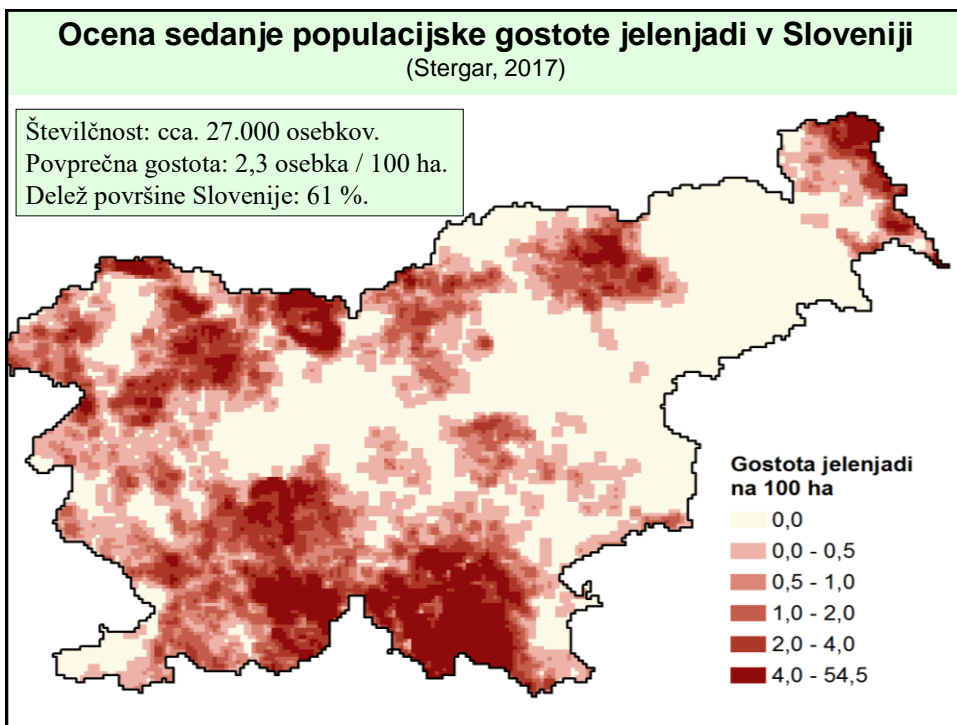 Ocena sedanje populacijske gostote jelenjadi v Sloveniji
(Stergar, 2017)
Številčnost: cca. 27.000 osebkov.
Povprečna gostota: 2,3 osebka / 100 ha.
Delež površine Slovenije: 61 %.
Gostota jelenjadi
na 100 ha
0,0
0,0 - 0,5
0,5 - 1,0
1,0 - 2,0
2,0 - 4,0
4,0 - 54,5